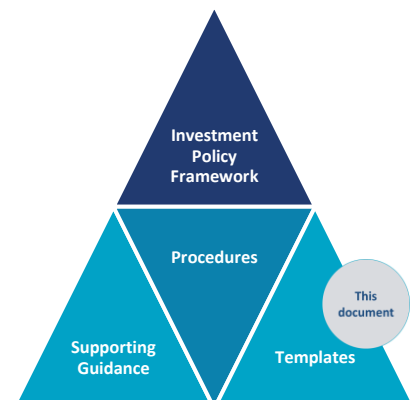 Investment
Policy
Framework
Procedures
This
document
Supporting
Guidance
Templates